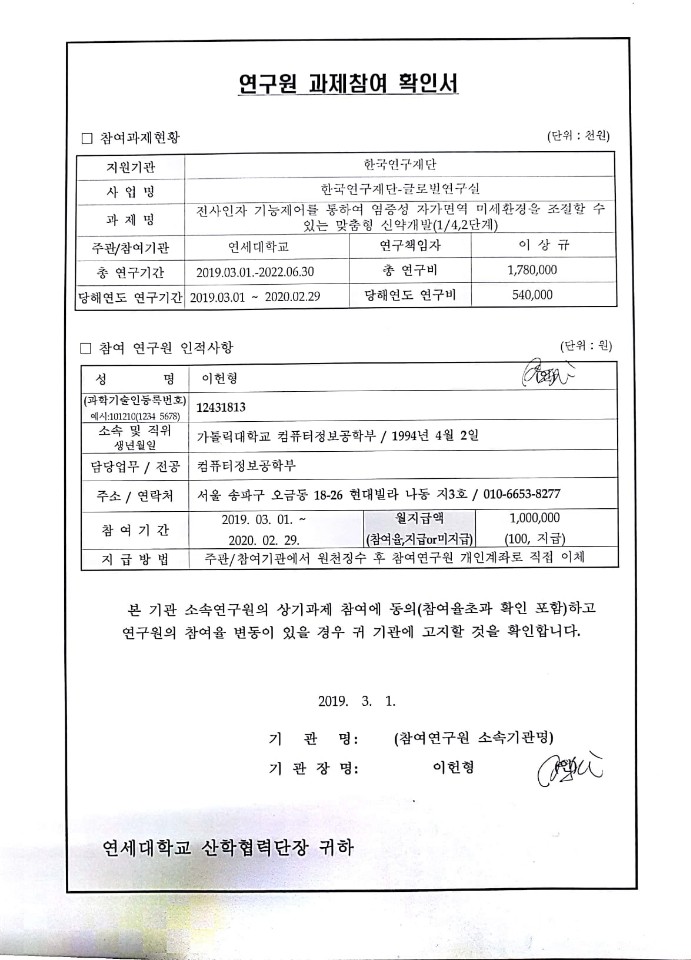 연구원 과제참여 확인서
□ 참여과제현황 (단위 : 천원)
지원기관 한국연구재단
사 업 명 한국연구재단-글로벌연구실
과 제 명 전사인자 기능제어를 통하여 염증성 자가면역 미세환경을 조절할 수
있는 맞춤형 신약개발(1/4,2단계)
주관/참여기관 연세대학교 연구책임자 이 상 규
총 연구기간 2019.03.01.-2022.06.30 총 연구비 1,780,000
당해연도 연구기간 2019.03.01 ~ 2020.02.29 당해연도 연구비 540,000
□ 참여 연구원 인적사항 (단위 : 원)
성 명 이헌형
(과학기술인등록번호)
예시:101210(1234 5678) 12431813
소속 및 직위
생년월일 가톨릭대학교 컴퓨터정보공학부 / 1994년 4월 2일
담당업무 / 전공 컴퓨터정보공학부
주소 / 연락처 서울 송파구 오금동 18-26 현대빌라 나동 지3호 / 010-6653-8277
참 여 기 간 2019. 03. 01. ~ 월지급액 1,000,000
2020. 02. 29. (참여율,지급or미지급) (100, 지급)
지 급 방 법 주관/참여기관에서 원천징수 후 참여연구원 개인계좌로 직접 이체
본 기관 소속연구원의 상기과제 참여에 동의(참여율초과 확인 포함)하고
연구원의 참여율 변동이 있을 경우 귀 기관에 고지할 것을 확인합니다.
2019. 3. 1.
기 관 명: (참여연구원 소속기관명)
기 관 장 명: 이헌형
연세대학교 산학협력단장 귀하